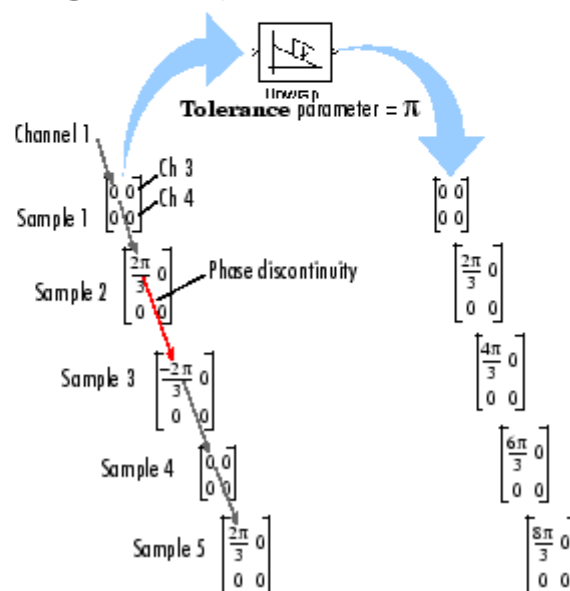 Unwrap
Tolerance parameter = π
Channel 1
Ch 3
Ch 4
Sample 1
0 0
0 0
0 0
0 0
Sample 2
2π/3 0
0 0
Phase discontinuity
2π/3 0
0 0
Sample 3
-2π/3 0
0 0
4π/3 0
0 0
Sample 4
0 0
0 0
6π/3 0
0 0
Sample 5
2π/3 0
0 0
8π/3 0
0 0